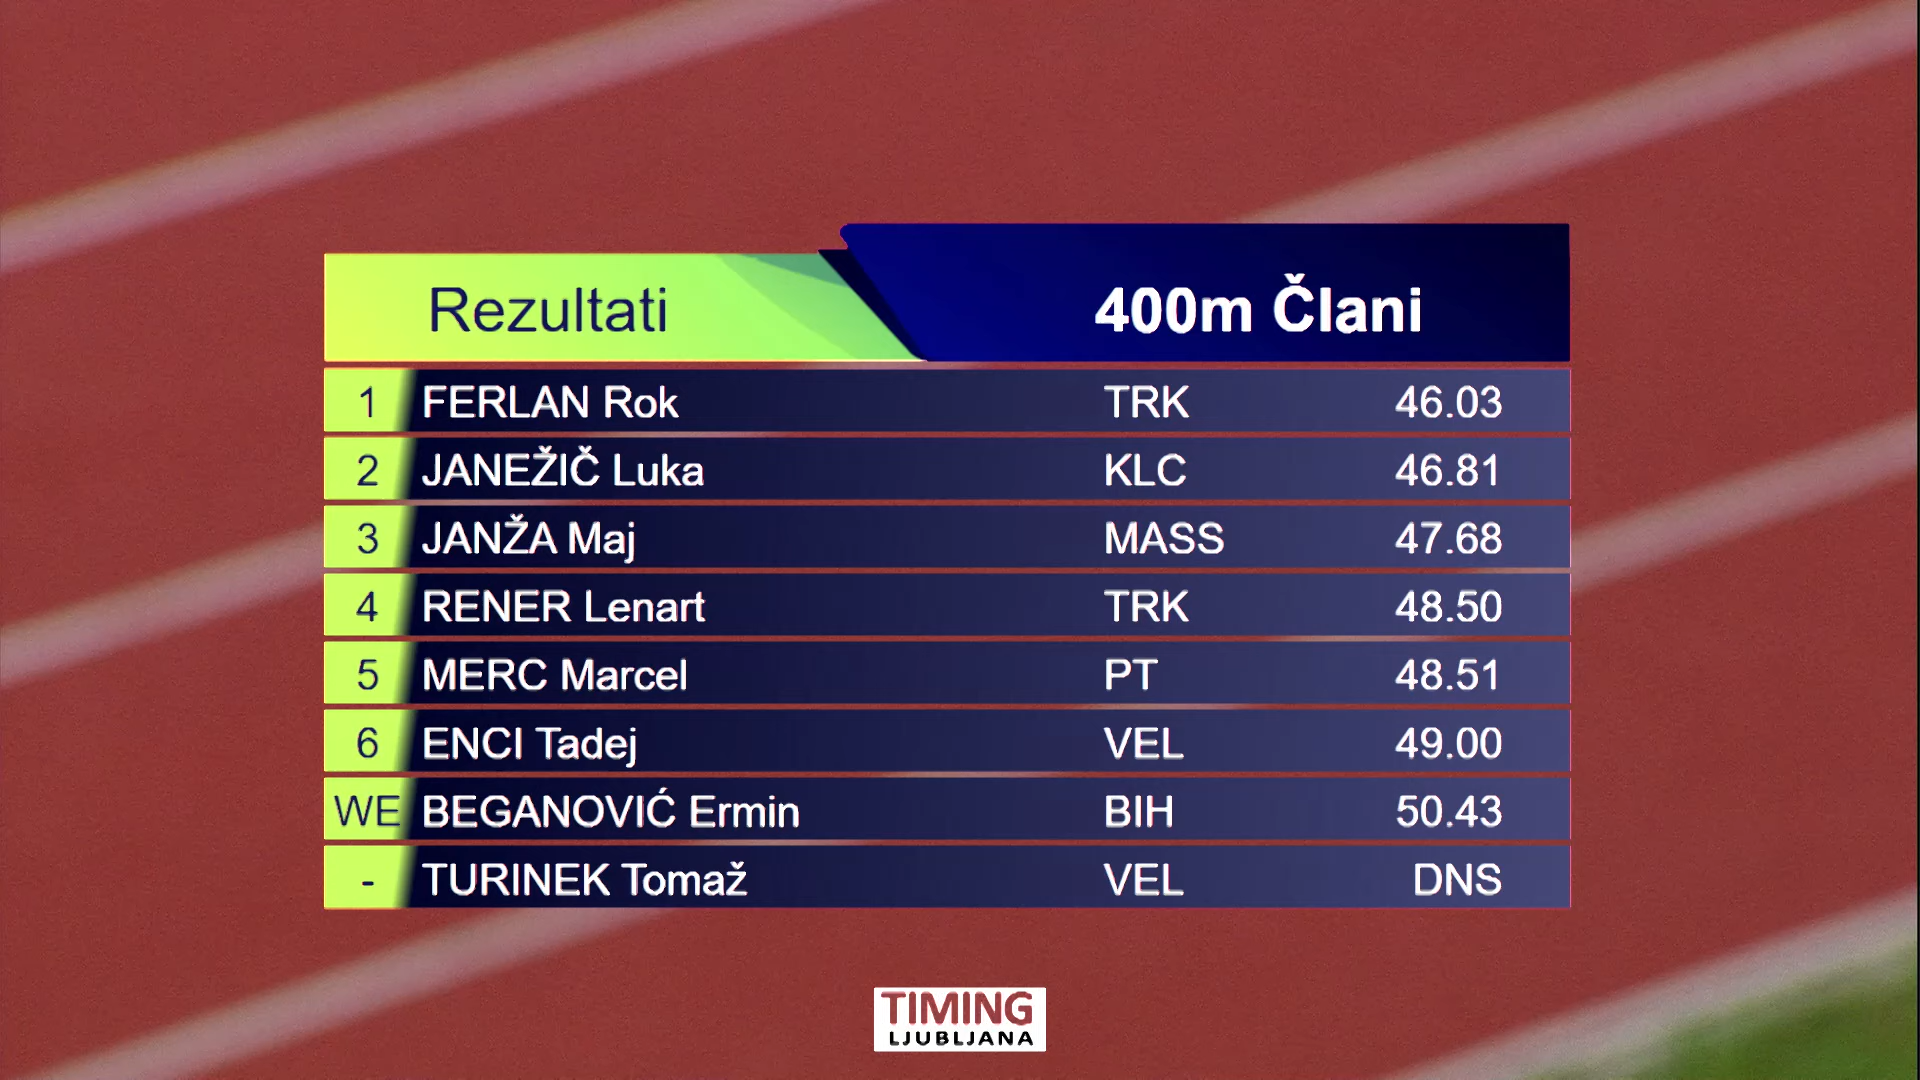 Rezultati 400m Člani
1 FERLAN Rok TRK 46.03
2 JANEŽIČ Luka KLC 46.81
3 JANŽA Maj MASS 47.68
4 RENER Lenart TRK 48.50
5 MERC Marcel PT 48.51
6 ENCI Tadej VEL 49.00
WE BEGANOVIĆ Ermin BIH 50.43
- TURINEK Tomaž VEL DNS
TIMING
LJUBLJANA